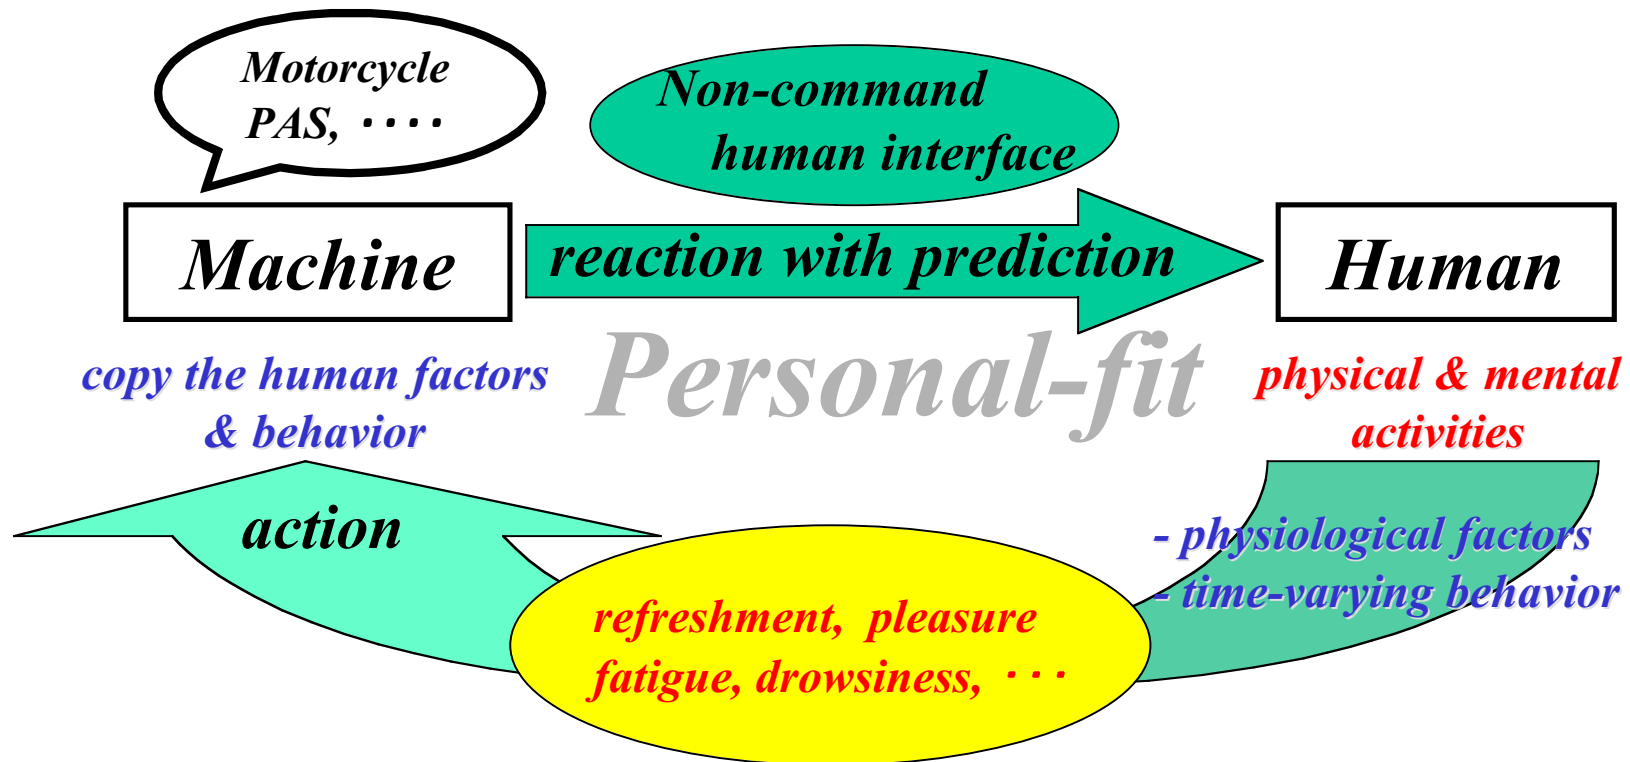 Motorcycle
PAS, ····
Non-command
human interface
Machine
reaction with prediction
Human
Personal-fit
copy the human factors
& behavior
physical & mental
activities
action
- physiological factors
- time-varying behavior
refreshment, pleasure
fatigue, drowsiness, ···